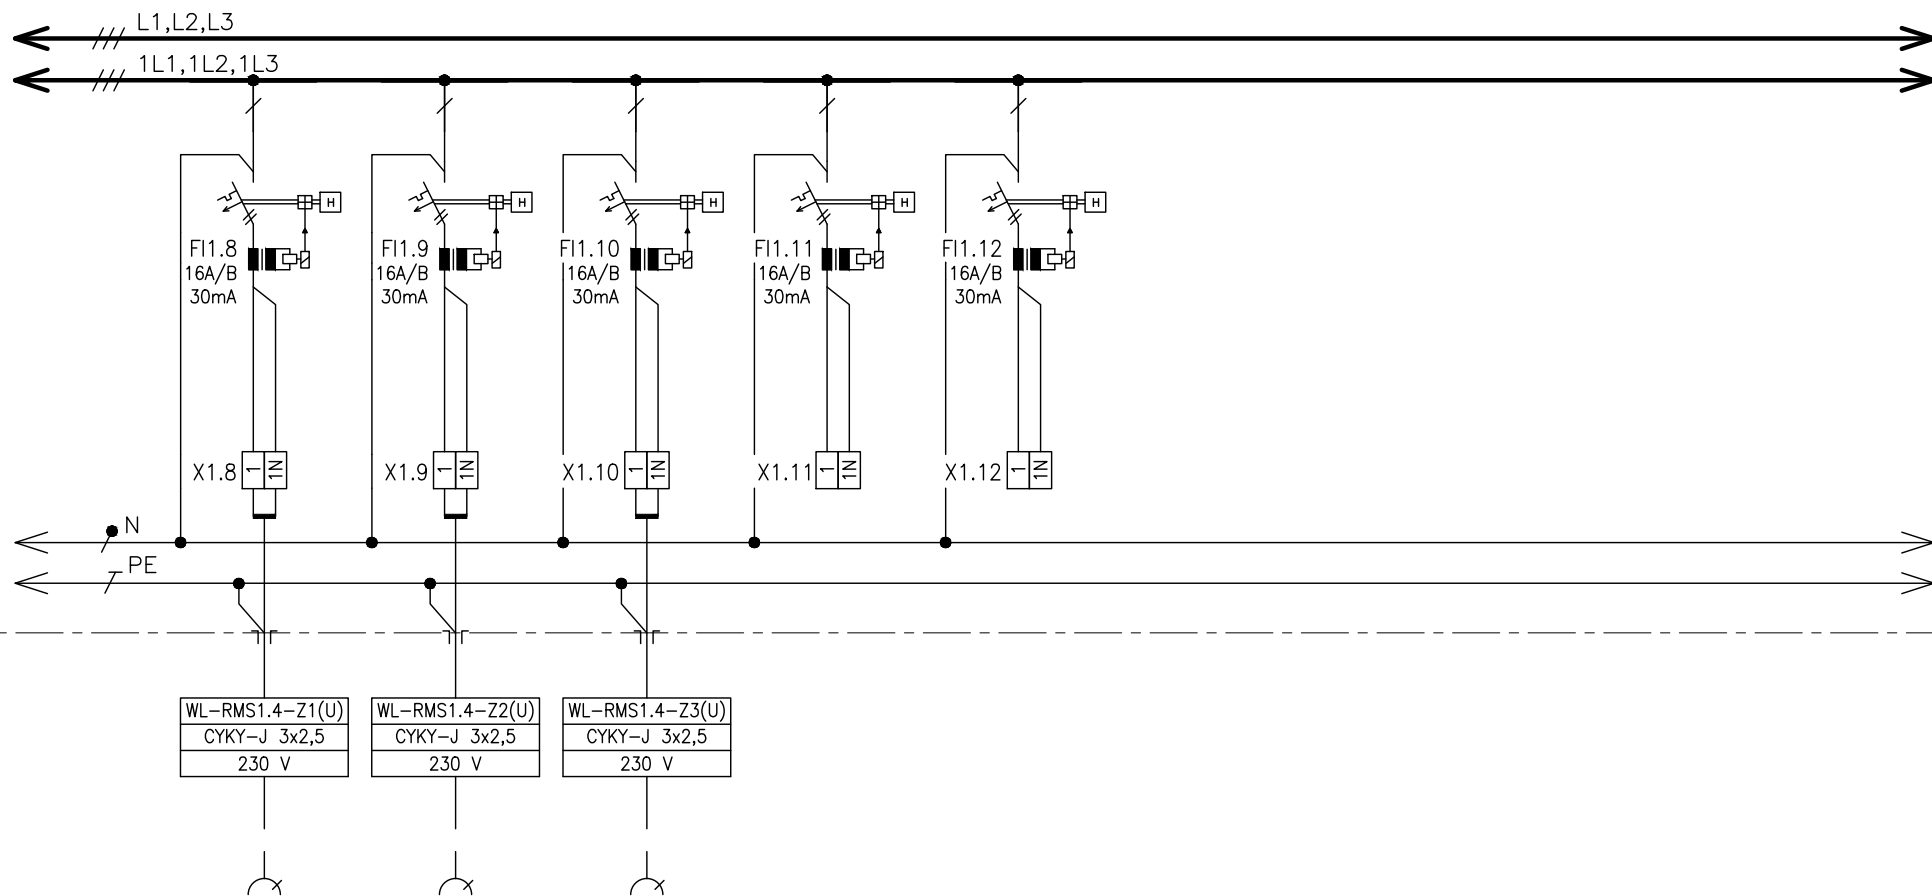 L1,L2,L3
1L1,1L2,1L3
H
H
H
H
H
FI1.8
16A/B
30mA
FI1.9
16A/B
30mA
FI1.10
16A/B
30mA
FI1.11
16A/B
30mA
FI1.12
16A/B
30mA
X1.8
1
1N
X1.9
1
1N
X1.10
1
1N
X1.11
1
1N
X1.12
1
1N
N
PE
WL-RMS1.4-Z1(U)
CYKY-J 3x2,5
230 V
WL-RMS1.4-Z2(U)
CYKY-J 3x2,5
230 V
WL-RMS1.4-Z3(U)
CYKY-J 3x2,5
230 V